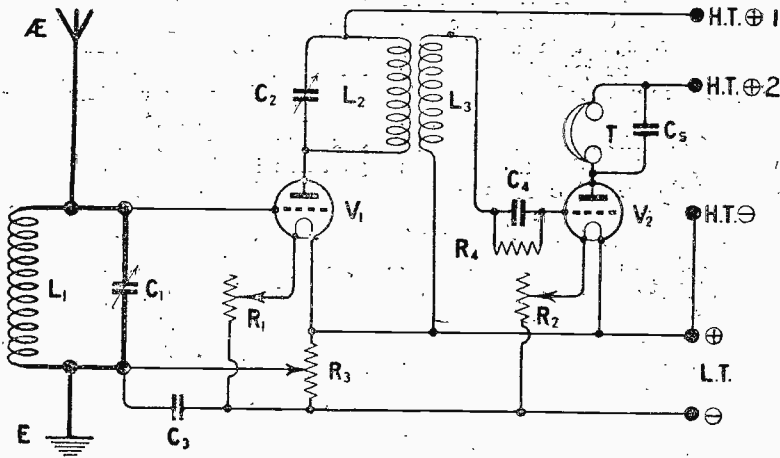 Æ
H.T. ⊕ 1
C2
L2
L3
H.T. ⊕ 2
T
C5
C4
V1
V2
H.T. ⊖
R4
L1
C1
R1
R2
⊕
R3
L.T.
C3
⊖
E